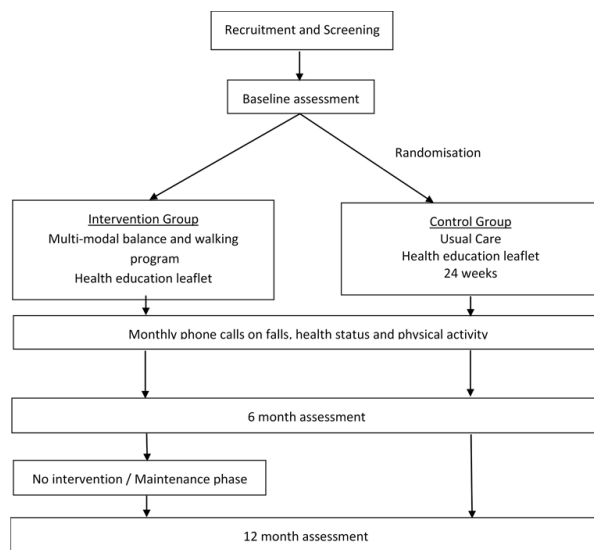 Recruitment and Screening
Baseline assessment
Randomisation
Intervention Group
Multi-modal balance and walking
program
Health education leaflet
Control Group
Usual Care
Health education leaflet
24 weeks
Monthly phone calls on falls, health status and physical activity
6 month assessment
No intervention / Maintenance phase
12 month assessment